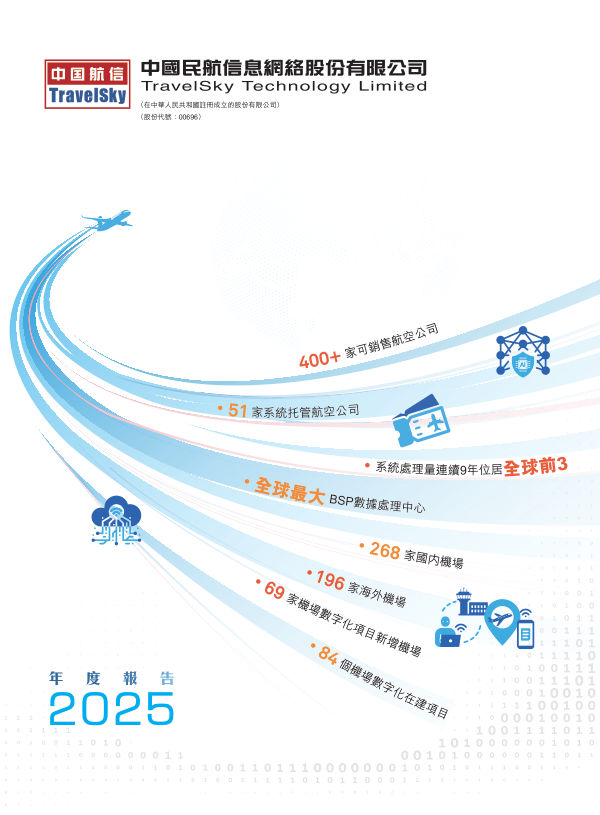 中国航信
TravelSky
中國民航信息網絡股份有限公司
TravelSky Technology Limited
(在中華人民共和國註冊成立的股份有限公司)
(股份代號：00696)
400+ 家可銷售航空公司
• 51 家系統托管航空公司
• 系統處理量連續9年位居全球前3
• 全球最大 BSP數據處理中心
• 268 家國内機場
• 196 家海外機場
• 69 家機場數字化項目新增機場
• 84 個機場數字化在建項目
AI
年度報告
2025